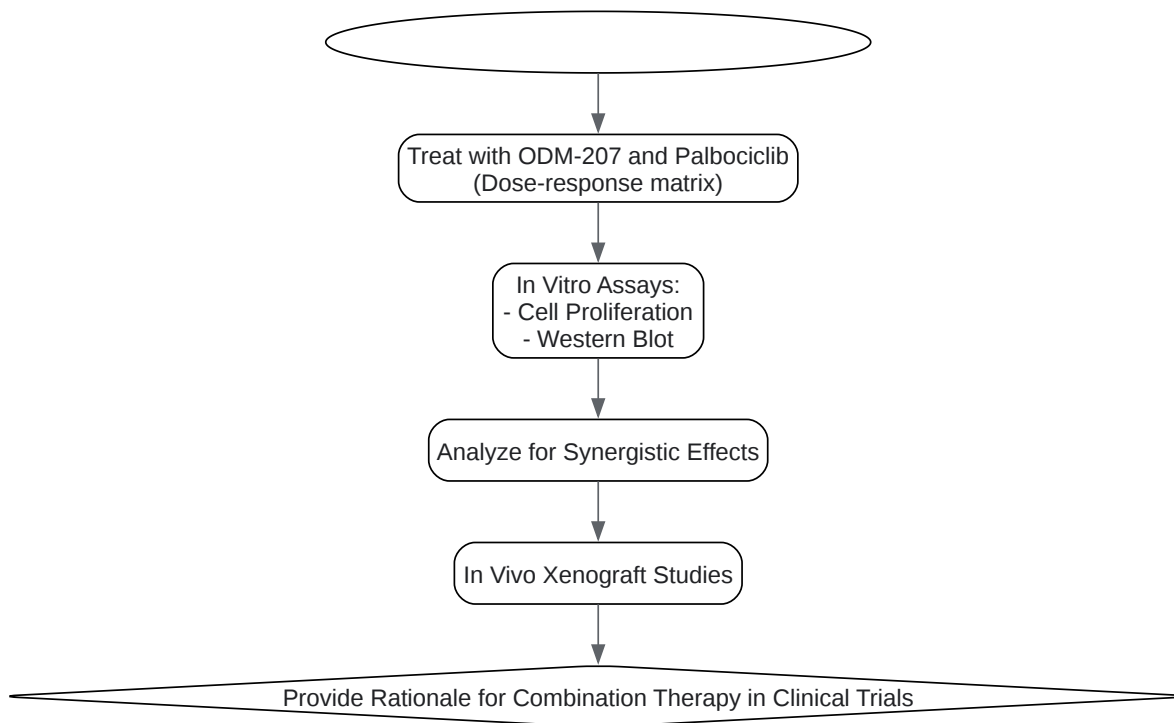 Treat with ODM-207 and Palbociclib
(Dose-response matrix)
In Vitro Assays:
- Cell Proliferation
- Western Blot
Analyze for Synergistic Effects
In Vivo Xenograft Studies
Provide Rationale for Combination Therapy in Clinical Trials